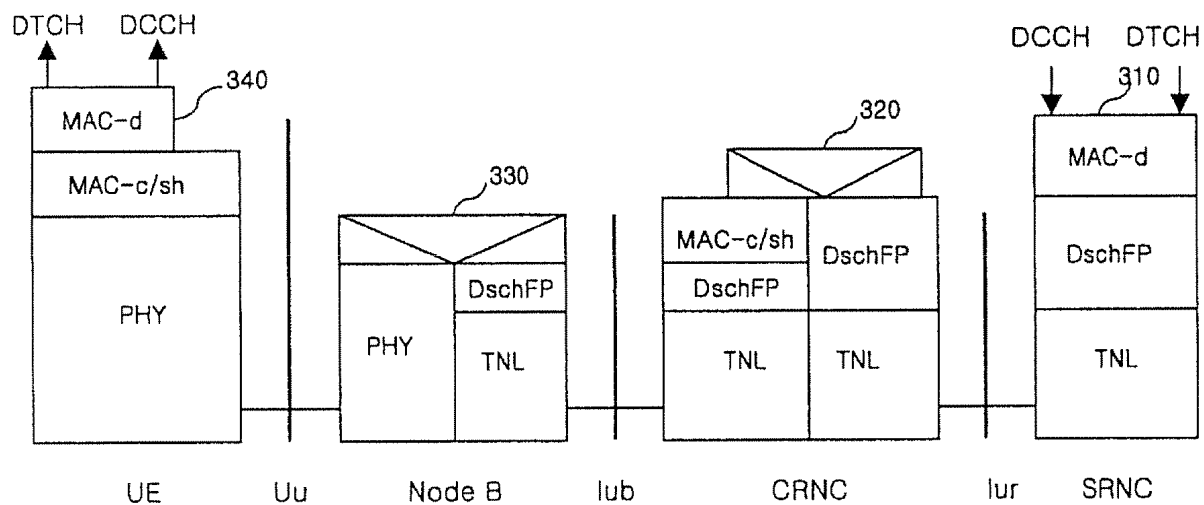 DTCH DCCH
340
MAC-d
MAC-c/sh
PHY
330
DschFP
PHY
TNL
320
MAC-c/sh
DschFP
DschFP
TNL
TNL
DCCH DTCH
310
MAC-d
DschFP
TNL
UE Uu Node B Iub CRNC Iur SRNC